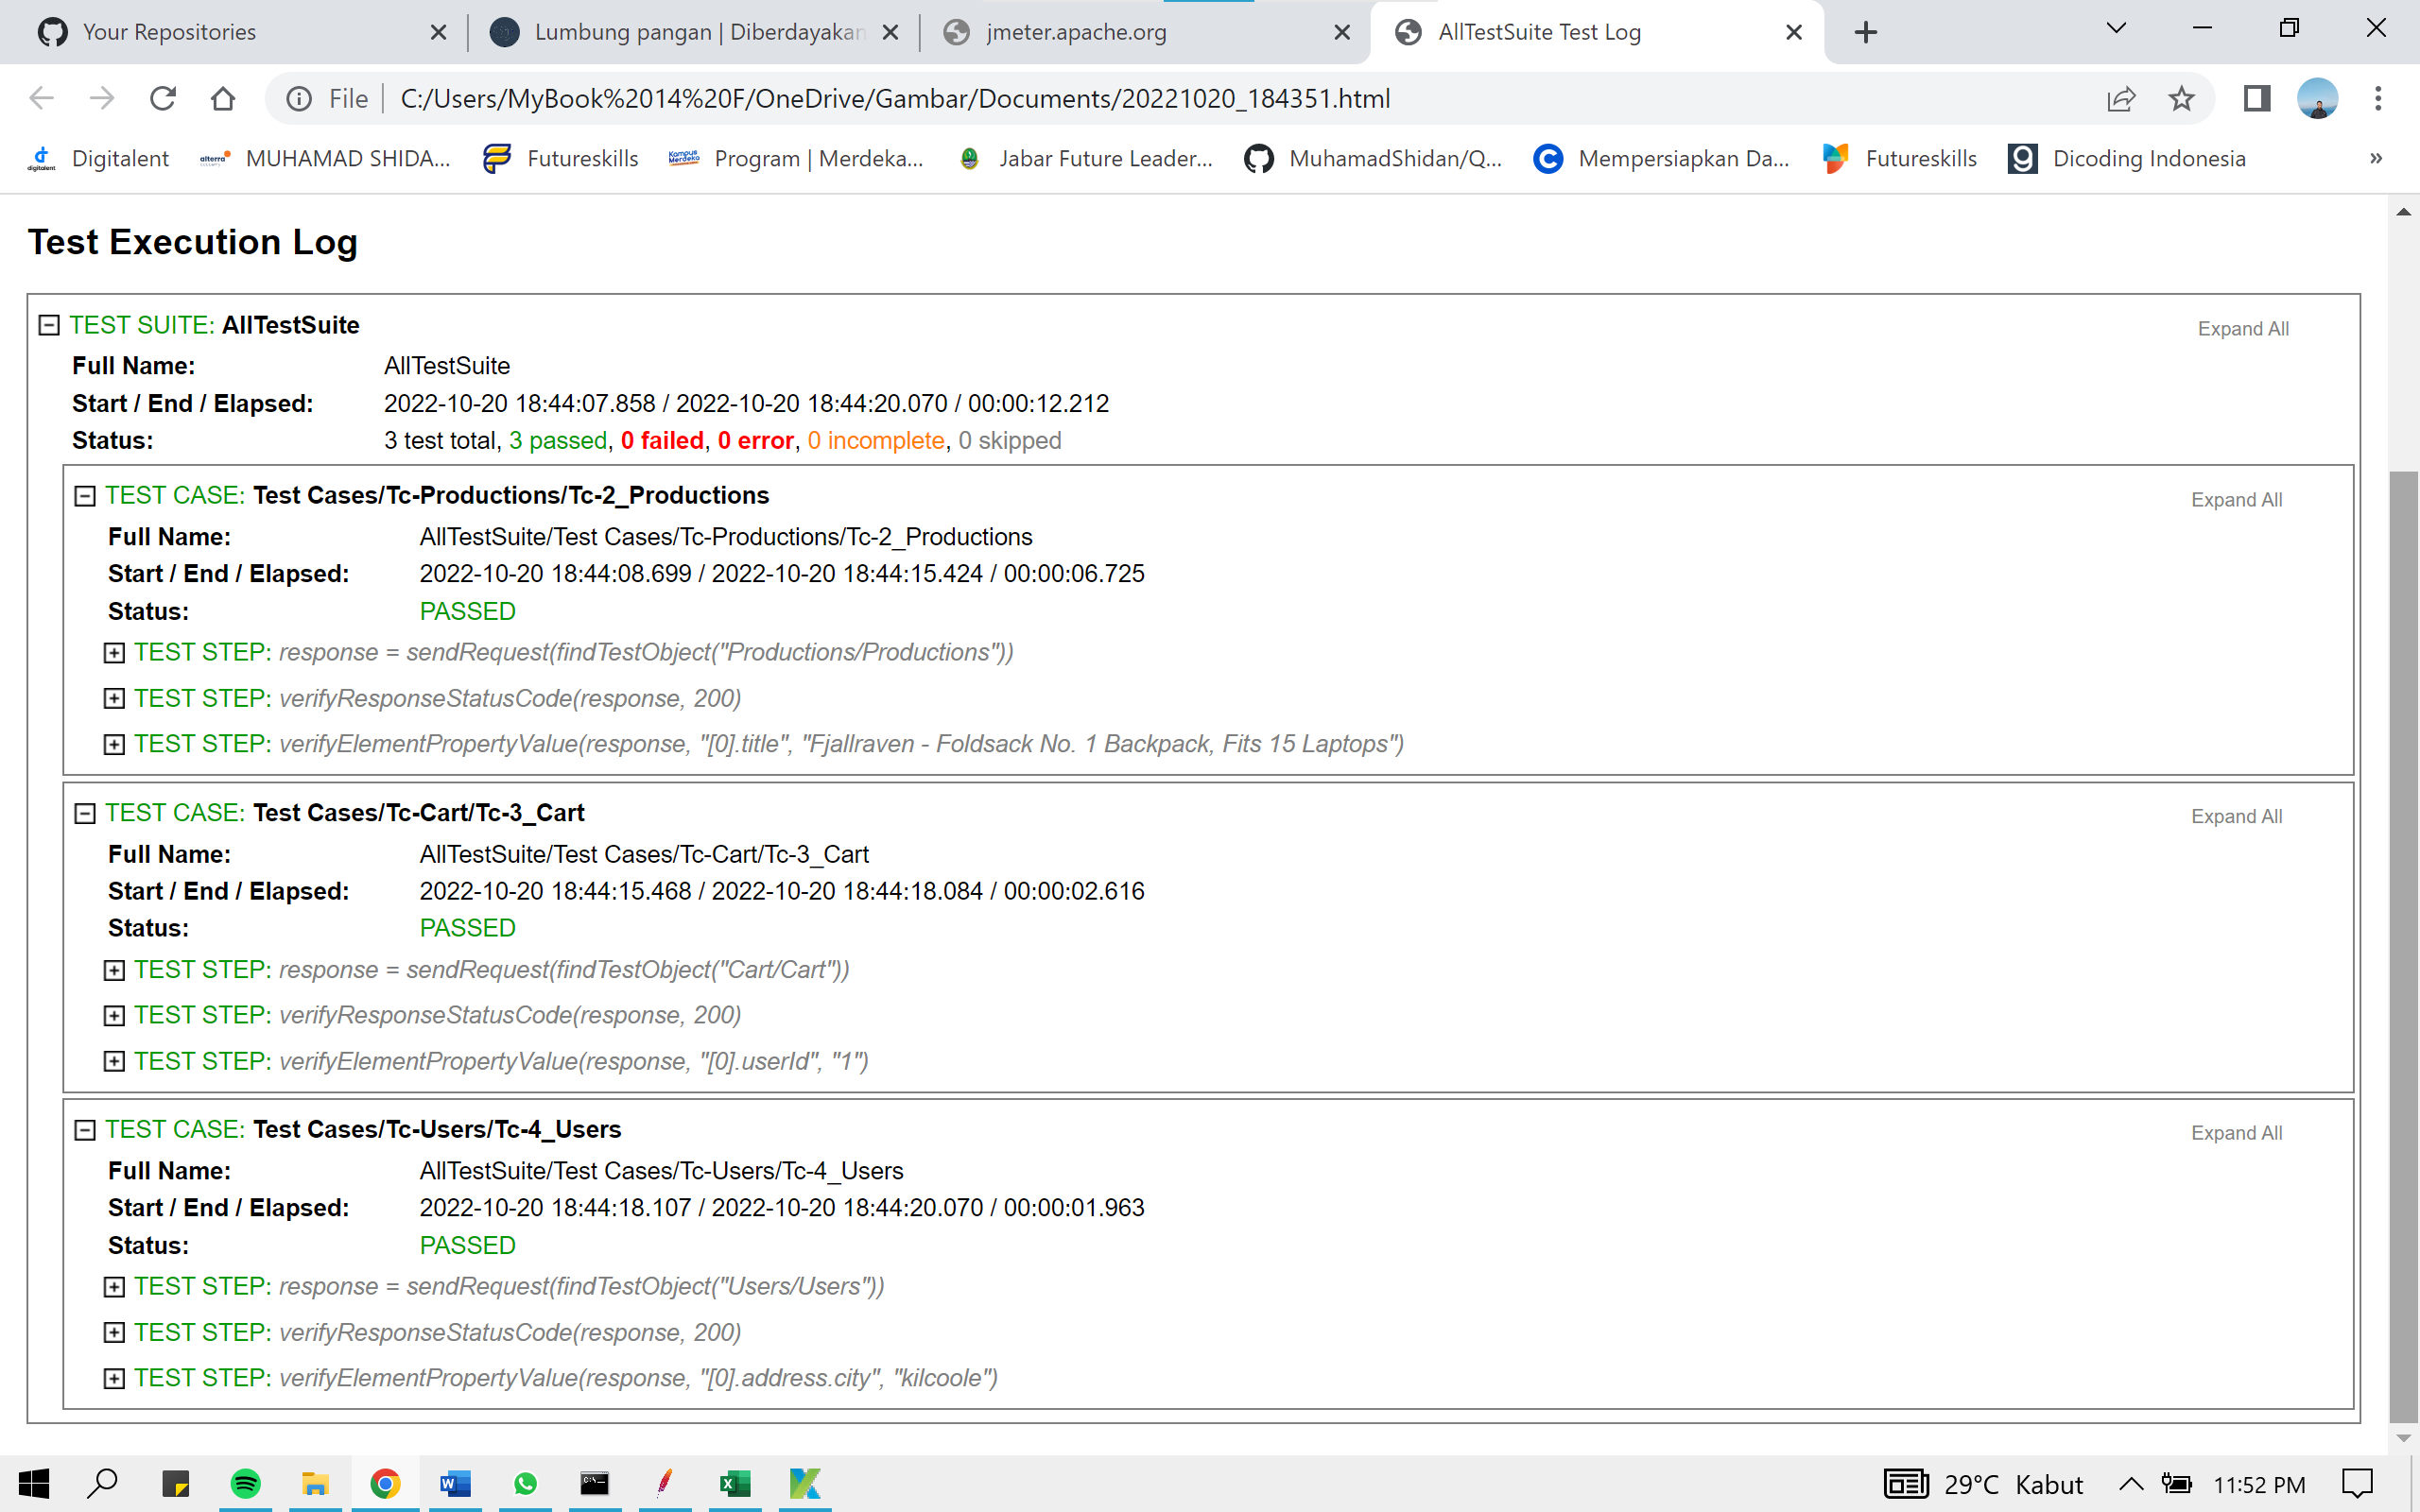 Your Repositories
Lumbung pangan | Diberdayakan
jmeter.apache.org
AllTestSuite Test Log
File
C:/Users/MyBook%2014%20F/OneDrive/Gambar/Documents/20221020_184351.html
Digitalent
MUHAMAD SHIDA...
Futureskills
Program | Merdeka...
Jabar Future Leader...
MuhamadShidan/Q...
Mempersiapkan Da...
Futureskills
Dicoding Indonesia
»
Test Execution Log
TEST SUITE: AllTestSuite
Expand All
Full Name: AllTestSuite
Start / End / Elapsed: 2022-10-20 18:44:07.858 / 2022-10-20 18:44:20.070 / 00:00:12.212
Status: 3 test total, 3 passed, 0 failed, 0 error, 0 incomplete, 0 skipped
TEST CASE: Test Cases/Tc-Productions/Tc-2_Productions
Expand All
Full Name: AllTestSuite/Test Cases/Tc-Productions/Tc-2_Productions
Start / End / Elapsed: 2022-10-20 18:44:08.699 / 2022-10-20 18:44:15.424 / 00:00:06.725
Status: PASSED
TEST STEP: response = sendRequest(findTestObject("Productions/Productions"))
TEST STEP: verifyResponseStatusCode(response, 200)
TEST STEP: verifyElementPropertyValue(response, "[0].title", "Fjallraven - Foldsack No. 1 Backpack, Fits 15 Laptops")
TEST CASE: Test Cases/Tc-Cart/Tc-3_Cart
Expand All
Full Name: AllTestSuite/Test Cases/Tc-Cart/Tc-3_Cart
Start / End / Elapsed: 2022-10-20 18:44:15.468 / 2022-10-20 18:44:18.084 / 00:00:02.616
Status: PASSED
TEST STEP: response = sendRequest(findTestObject("Cart/Cart"))
TEST STEP: verifyResponseStatusCode(response, 200)
TEST STEP: verifyElementPropertyValue(response, "[0].userId", "1")
TEST CASE: Test Cases/Tc-Users/Tc-4_Users
Expand All
Full Name: AllTestSuite/Test Cases/Tc-Users/Tc-4_Users
Start / End / Elapsed: 2022-10-20 18:44:18.107 / 2022-10-20 18:44:20.070 / 00:00:01.963
Status: PASSED
TEST STEP: response = sendRequest(findTestObject("Users/Users"))
TEST STEP: verifyResponseStatusCode(response, 200)
TEST STEP: verifyElementPropertyValue(response, "[0].address.city", "kilcoole")
29°C Kabut
11:52 PM